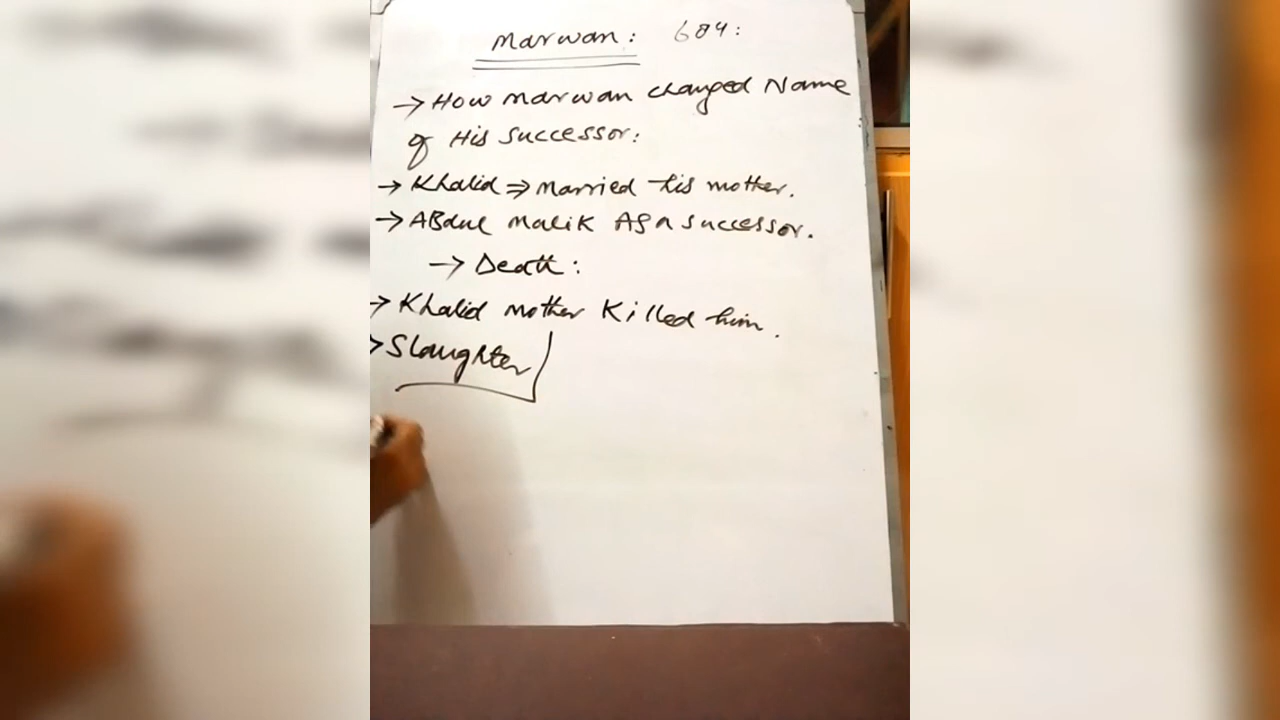 Marwan: 684:
→ How Marwan changed Name
of His successor:
→ Khalid ⇒ Married his mother.
→ ABdul Malik As a successor.
→ Death:
→ Khalid mother Killed him.
→ Slaughter